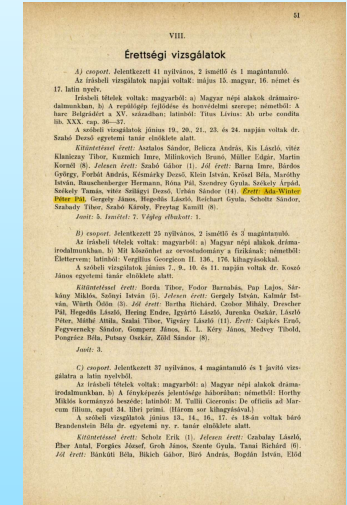 51
VIII.
Érettségi vizsgálatok
A) csoport. Jelentkezett 41 nyilvános, 2 ismétlő és 1 magántanuló.
Az írásbeli vizsgálatok napjai voltak: május 15. magyar, 16. német és
17. latin nyelv.
Írásbeli tételek voltak: magyarból: a) Magyar népi alakok drámairo-
dalmunkban, b) A repülőgép fejlődése és honvédelmi szerepe; németből: A
harc Belgrádért a XV. században; latinból: Titus Livius: Ab urbe condita
lib. XXX. cap. 36—37.
A szóbeli vizsgálatok június 19., 20., 21., 23. és 24. napján voltak dr.
Szabó Dezső egyetemi tanár elnöklete alatt.
Kitüntetéssel érett: Asztalos Sándor, Belicza András, Kis László, vitéz
Klaniczay Tibor, Kuzmich Imre, Milinkovich Brunó, Müller Edgár, Martin
Kornél (8). Jelesen érett: Szabó Gábor (1). Jól érett: Barna Imre, Bárdos
György, Forbát András, Késmárky Dezső, Klein István, Krószl Béla, Maróthy
István, Rauschenberger Hermann, Róna Pál, Szendrey Gyula, Székely Árpád,
Székely Tamás, vitéz Szilágyi Dezső, Urbán Sándor (14). Érett: Ada-Winter
Péter Pál, Gergely János, Hegedüs László, Reichart Gyula, Scholtz Sándor,
Szabady Tibor, Szabó Károly, Freytag Kamill (8).
Javít: 5. Ismétel: 7. Végleg elbukott: 1.
B) csoport. Jelentkezett 25 nyilvános, 2 ismétlő és 3 magántanuló.
Az írásbeli vizsgálatok tételei voltak: magyarból: a) Magyar népi alakok dráma-
irodalmunkban, b) Mit köszönhet az orvostudomány a fizikának; németből:
Élettervem; latinból: Vergilius Georgicon II. 136., 176. kihagyásokkal.
A szóbeli vizsgálatok június 7., 9., 10. és 11. napján voltak dr. Koszó
János egyetemi tanár elnöklete alatt.
Kitüntetéssel érett: Borda Tibor, Fodor Barnabás, Pap Lajos, Sár-
kány Miklós, Szőnyi István (5). Jelesen érett: Gergely István, Kalmár Ist-
ván, Würth Ödön (3). Jól érett: Bartha Richárd, Czobor Mihály, Drescher
Pál, Hegedűs László, Hering Endre, Igyártó László, Jurenka Oszkár, László
Péter, Máthé Attila, Szalai Tibor, Vígváry László (11). Érett: Csipkés Ernő,
Fegyverneky Sándor, Gomperz János, K. L. Kéry János, Medvey Tibold,
Pongrácz Béla, Putsay Oszkár, Zöld Sándor (8).
Javít: 3.
C) csoport. Jelentkezett 37 nyilvános, 4 magántanuló és 1 javító vizs-
gálatra a latin nyelvből.
Az írásbeli tételek voltak: magyarból: a) Magyar népi alakok dráma-
irodalmunkban, b) A fényképezés jelentősége háborúban; németből: Horthy
Miklós kormányzó beszéde; latinból: M. Tullii Ciceronis: De officiis ad Mar-
cum filium, caput 34. libri primi. (Három sor kihagyásával.)
A szóbeli vizsgálatok június 13., 14., 16., 17. és 18-án voltak báró
Brandenstein Béla dr. egyetemi ny. r. tanár elnöklete alatt.
Kitüntetéssel érett: Scholz Erik (1). Jelesen érett: Czabalay László,
Éber Antal, Forgács József, Groh János, Szente Gyula, Tanai Richárd (6).
Jól érett: Bánkúti Béla, Bikich Gábor, Bíró András, Bogdán István, Előd